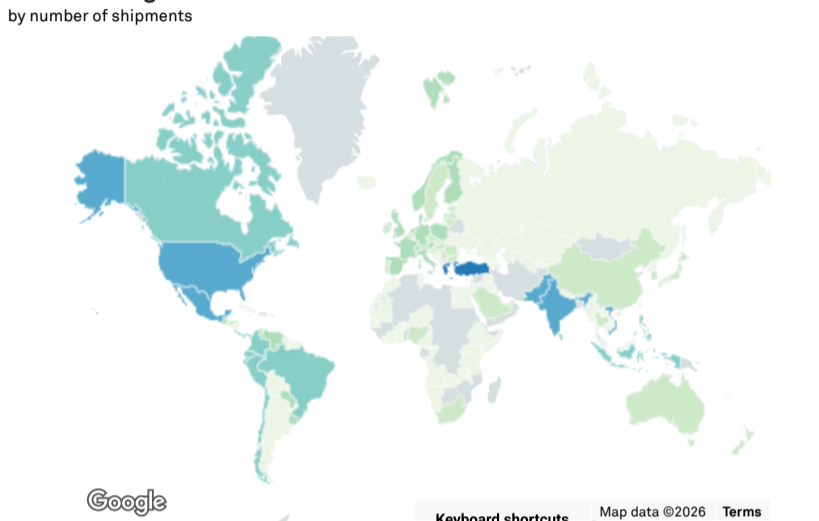 by number of shipments
Google
Keyboard shortcuts
Map data ©2026
Terms